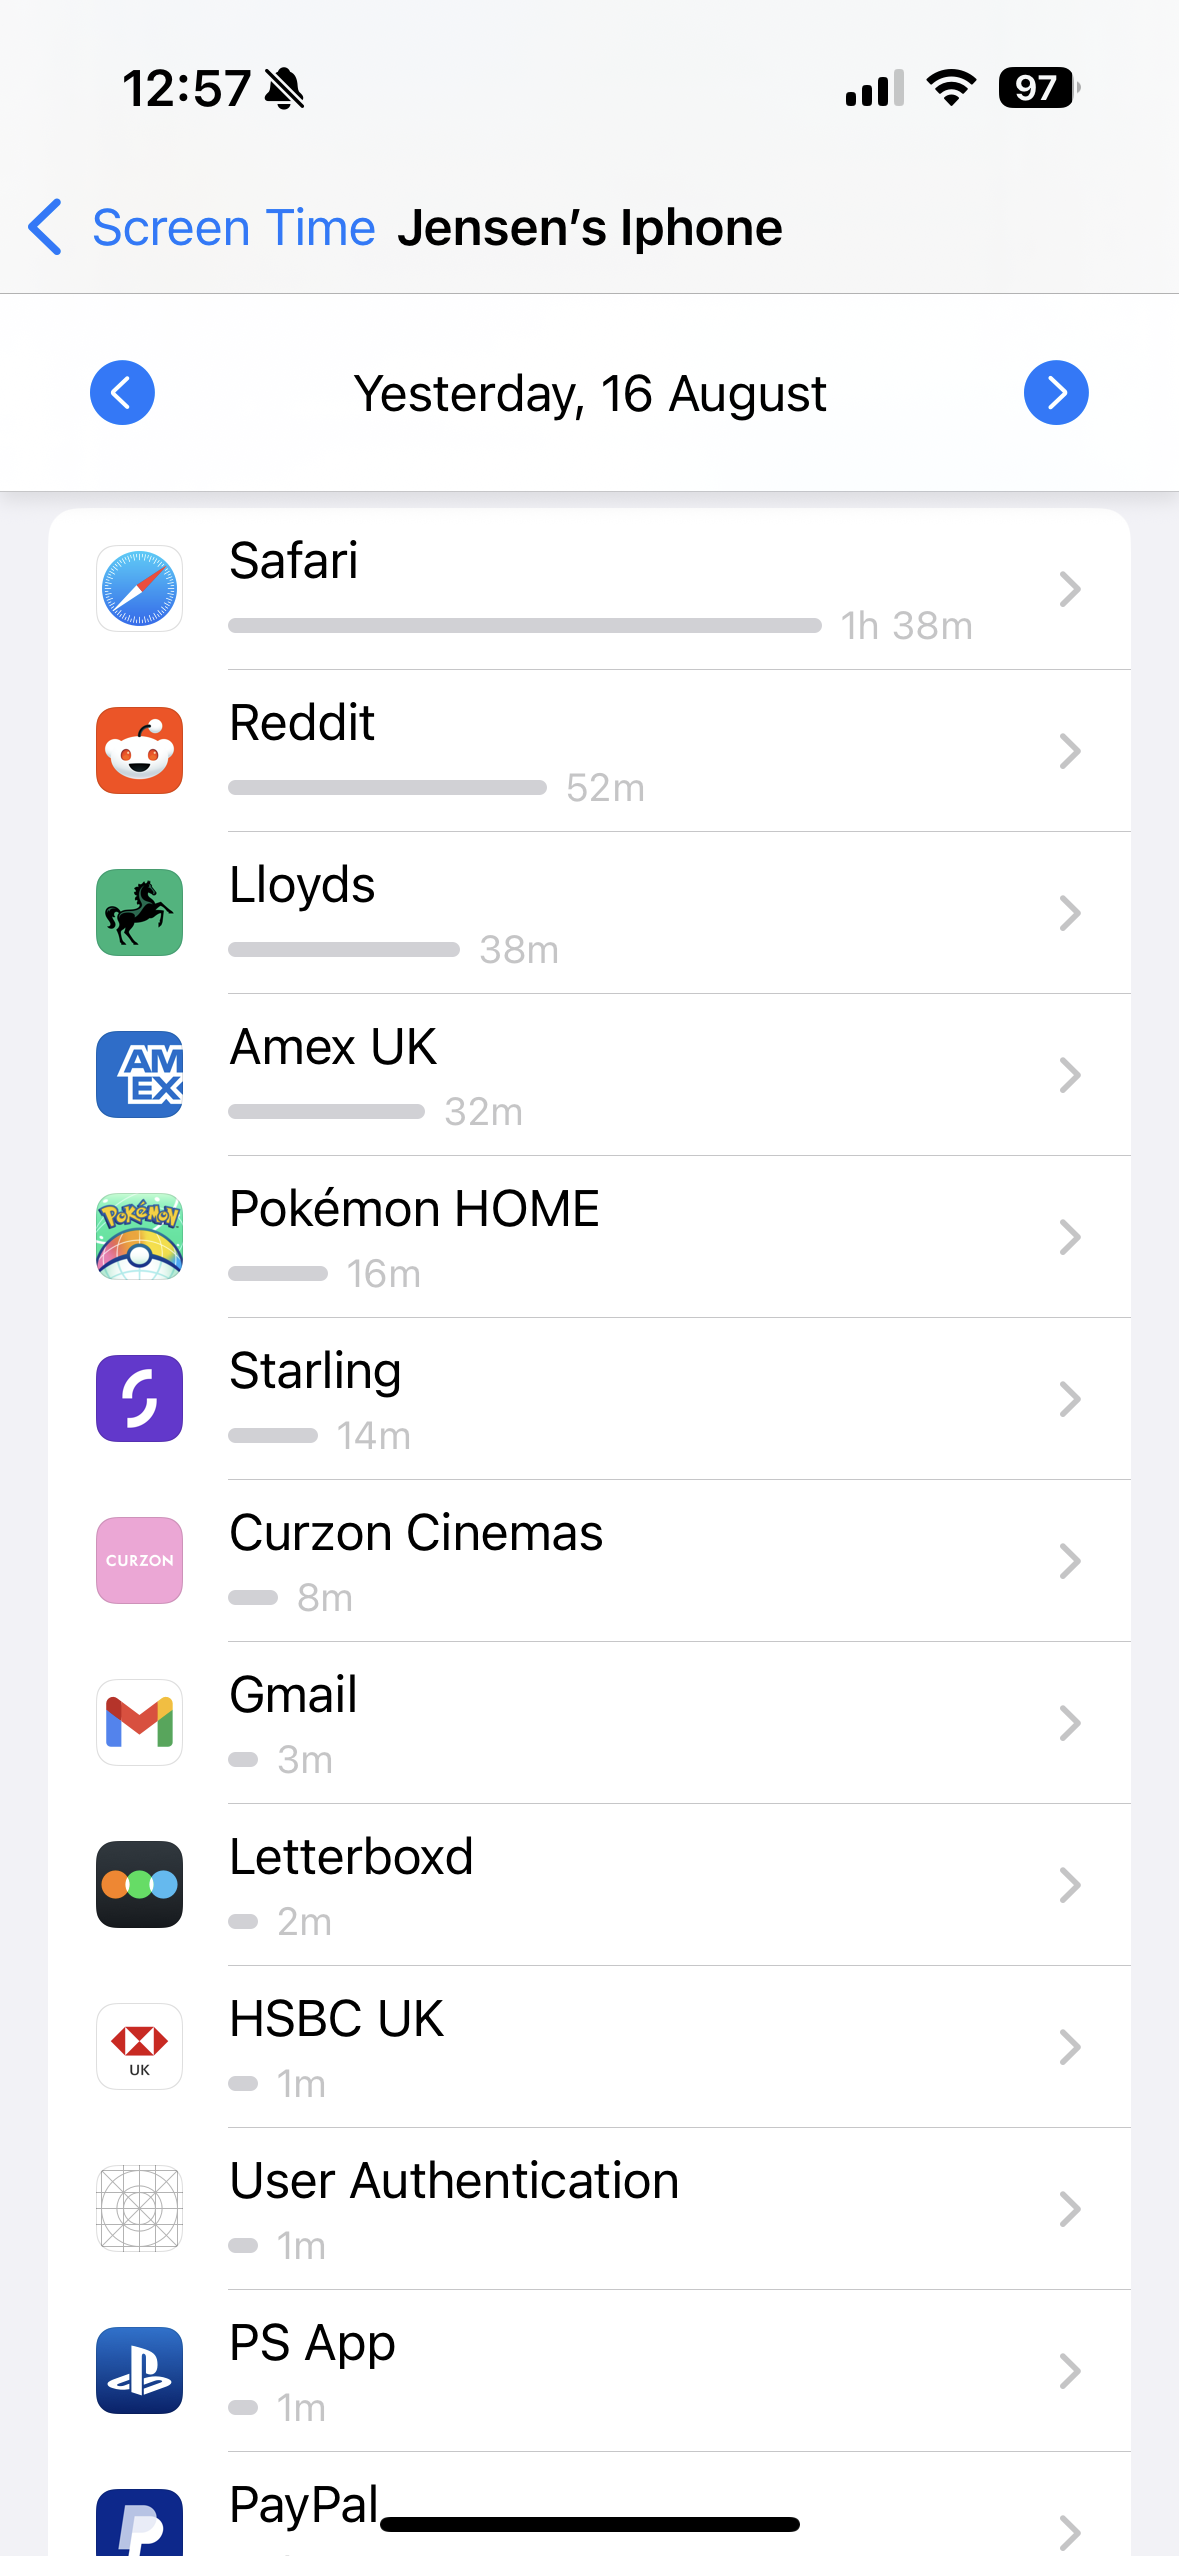 12:57
97
Screen Time Jensen’s Iphone
Yesterday, 16 August
Safari
1h 38m
Reddit
52m
Lloyds
38m
AM
EX
Amex UK
32m
POKéMON
Pokémon HOME
16m
Starling
14m
CURZON
Curzon Cinemas
8m
Gmail
3m
Letterboxd
2m
UK
HSBC UK
1m
User Authentication
1m
PS App
1m
PayPal